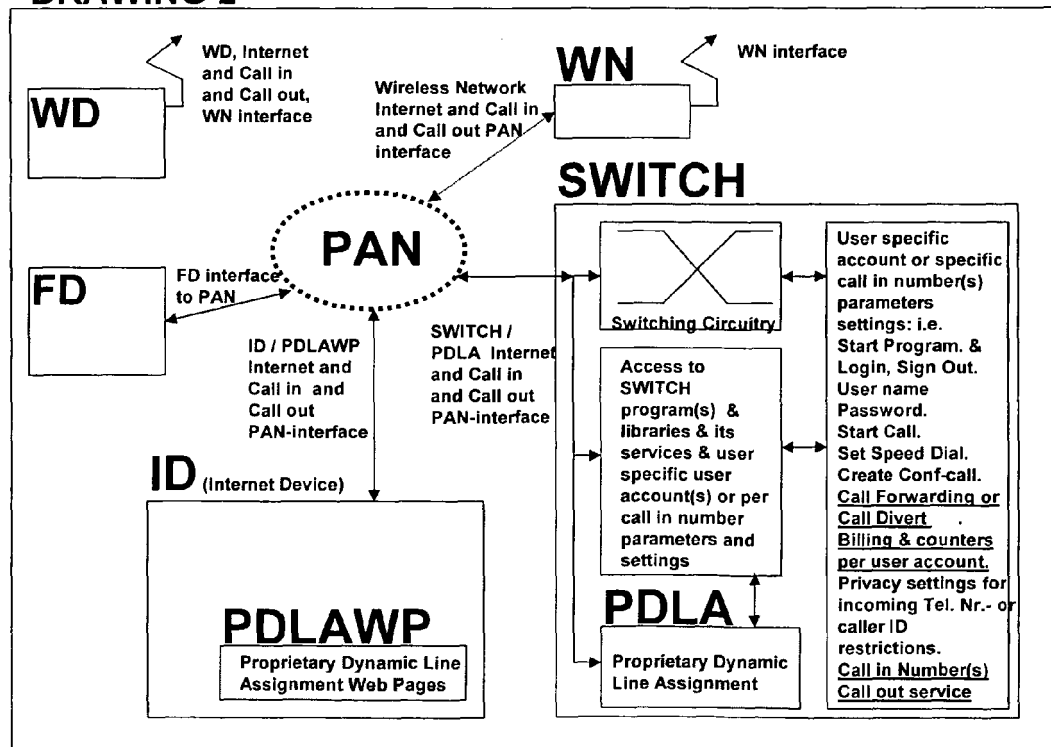 DRAWING 2
WD
WD, Internet
and Call in
and Call out,
WN interface
Wireless Network
Internet and Call in
and Call out PAN
interface
WN
WN interface
PAN
FD
FD interface
to PAN
ID / PDLAWP
Internet and
Call in and
Call out
PAN-interface
SWITCH /
PDLA Internet
and Call in
and Call out
PAN-interface
ID (Internet Device)
PDLAWP
Proprietary Dynamic Line
Assignment Web Pages
SWITCH
Switching Circuitry
Access to
SWITCH
program(s) &
libraries & its
services & user
specific user
account(s) or per
call in number
parameters and
settings
PDLA
Proprietary Dynamic
Line Assignment
User specific
account or specific
call in number(s)
parameters
settings: i.e.
Start Program. &
Login, Sign Out.
User name
Password.
Start Call.
Set Speed Dial.
Create Conf-call.
Call Forwarding or
Call Divert
Billing & counters
per user account.
Privacy settings for
incoming Tel. Nr.- or
caller ID
restrictions.
Call in Number(s)
Call out service